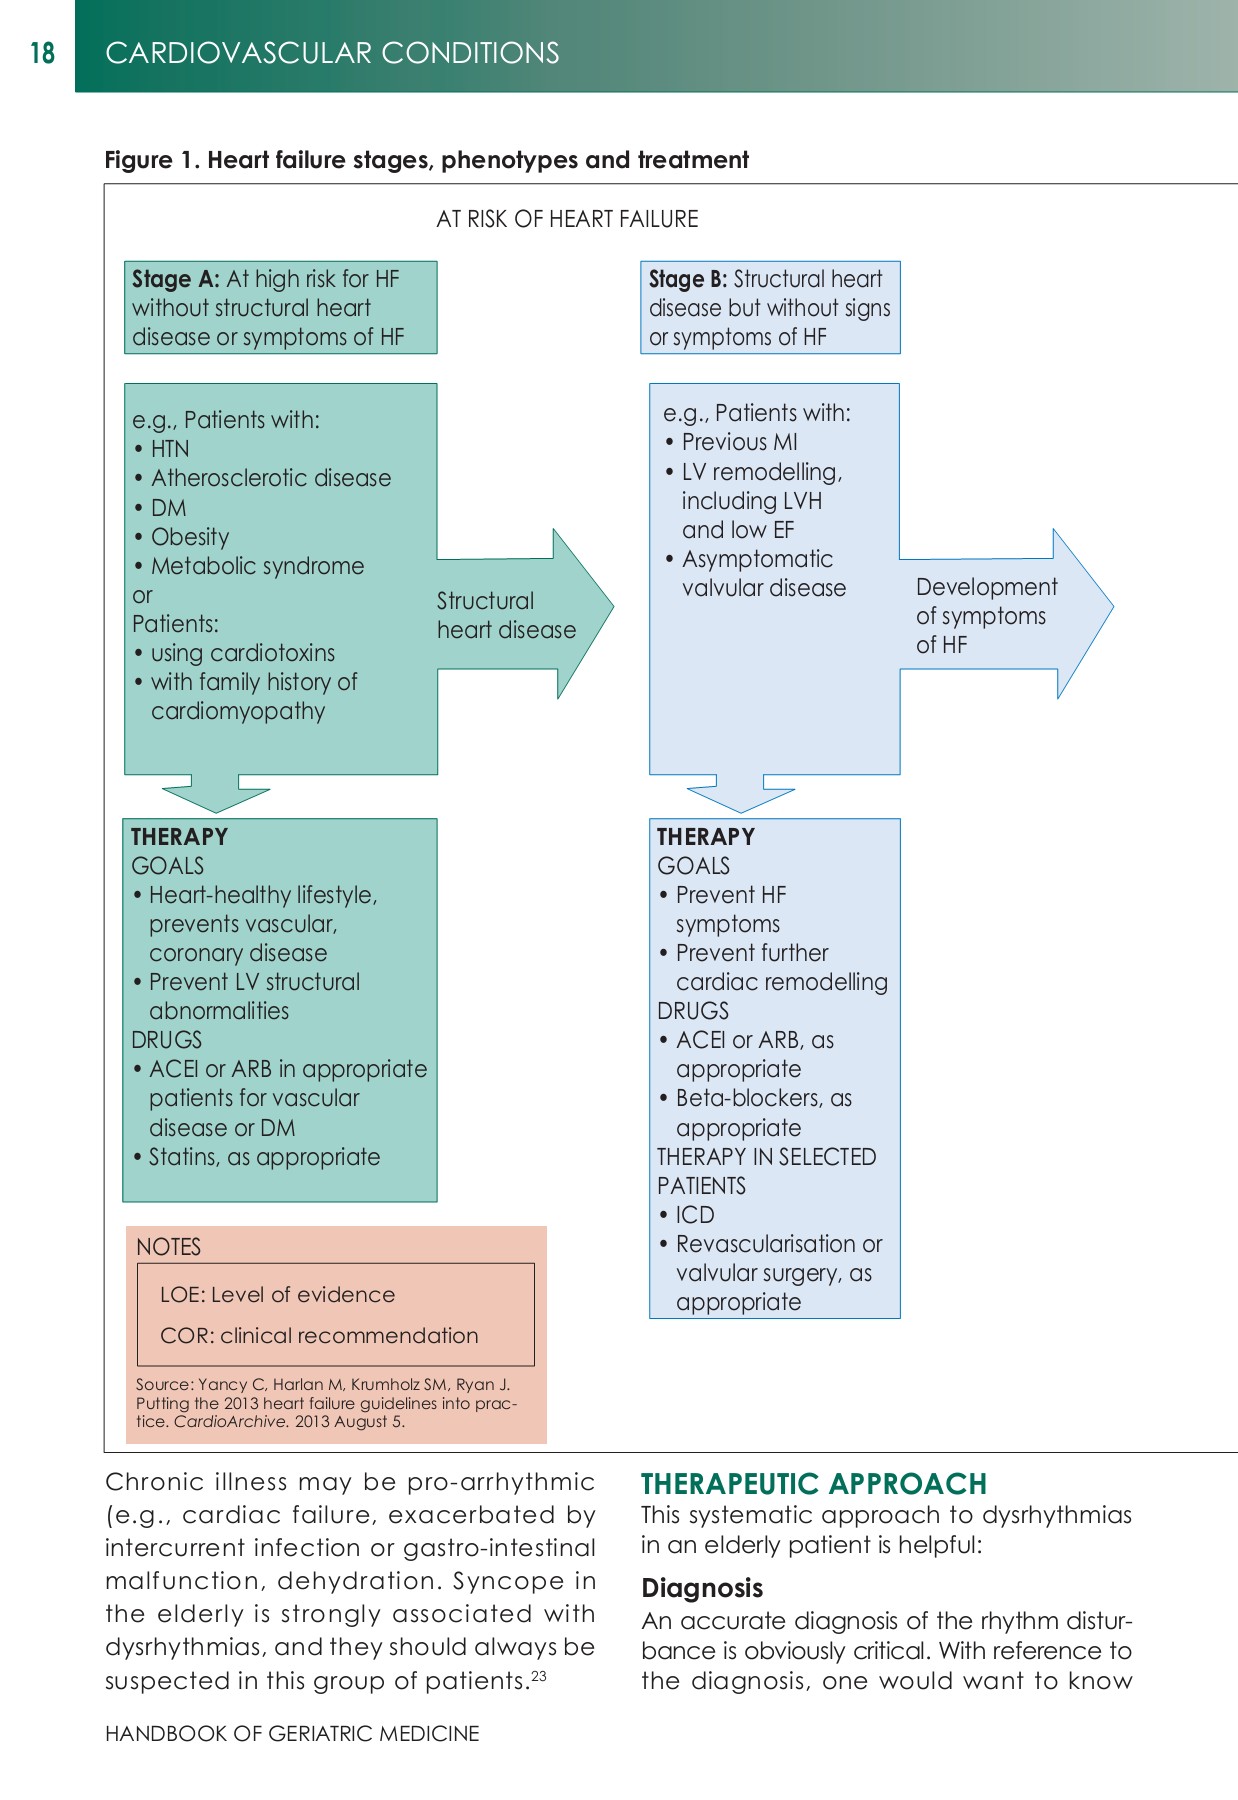 18
CARDIOVASCULAR CONDITIONS
Figure 1. Heart failure stages, phenotypes and treatment
AT RISK OF HEART FAILURE
Stage A: At high risk for HF
without structural heart
disease or symptoms of HF
e.g., Patients with:
• HTN
• Atherosclerotic disease
• DM
• Obesity
• Metabolic syndrome
or
Patients:
• using cardiotoxins
• with family history of
cardiomyopathy
Structural
heart disease
THERAPY
GOALS
• Heart-healthy lifestyle,
prevents vascular,
coronary disease
• Prevent LV structural
abnormalities
DRUGS
• ACEI or ARB in appropriate
patients for vascular
disease or DM
• Statins, as appropriate
Stage B: Structural heart
disease but without signs
or symptoms of HF
e.g., Patients with:
• Previous MI
• LV remodelling,
including LVH
and low EF
• Asymptomatic
valvular disease
Development
of symptoms
of HF
THERAPY
GOALS
• Prevent HF
symptoms
• Prevent further
cardiac remodelling
DRUGS
• ACEI or ARB, as
appropriate
• Beta-blockers, as
appropriate
THERAPY IN SELECTED
PATIENTS
• ICD
• Revascularisation or
valvular surgery, as
appropriate
NOTES
LOE: Level of evidence
COR: clinical recommendation
Source: Yancy C, Harlan M, Krumholz SM, Ryan J.
Putting the 2013 heart failure guidelines into prac-
tice. CardioArchive. 2013 August 5.
Chronic illness may be pro-arrhythmic
(e.g., cardiac failure, exacerbated by
intercurrent infection or gastro-intestinal
malfunction, dehydration. Syncope in
the elderly is strongly associated with
dysrhythmias, and they should always be
suspected in this group of patients.23
THERAPEUTIC APPROACH
This systematic approach to dysrhythmias
in an elderly patient is helpful:
Diagnosis
An accurate diagnosis of the rhythm distur-
bance is obviously critical. With reference to
the diagnosis, one would want to know
HANDBOOK OF GERIATRIC MEDICINE